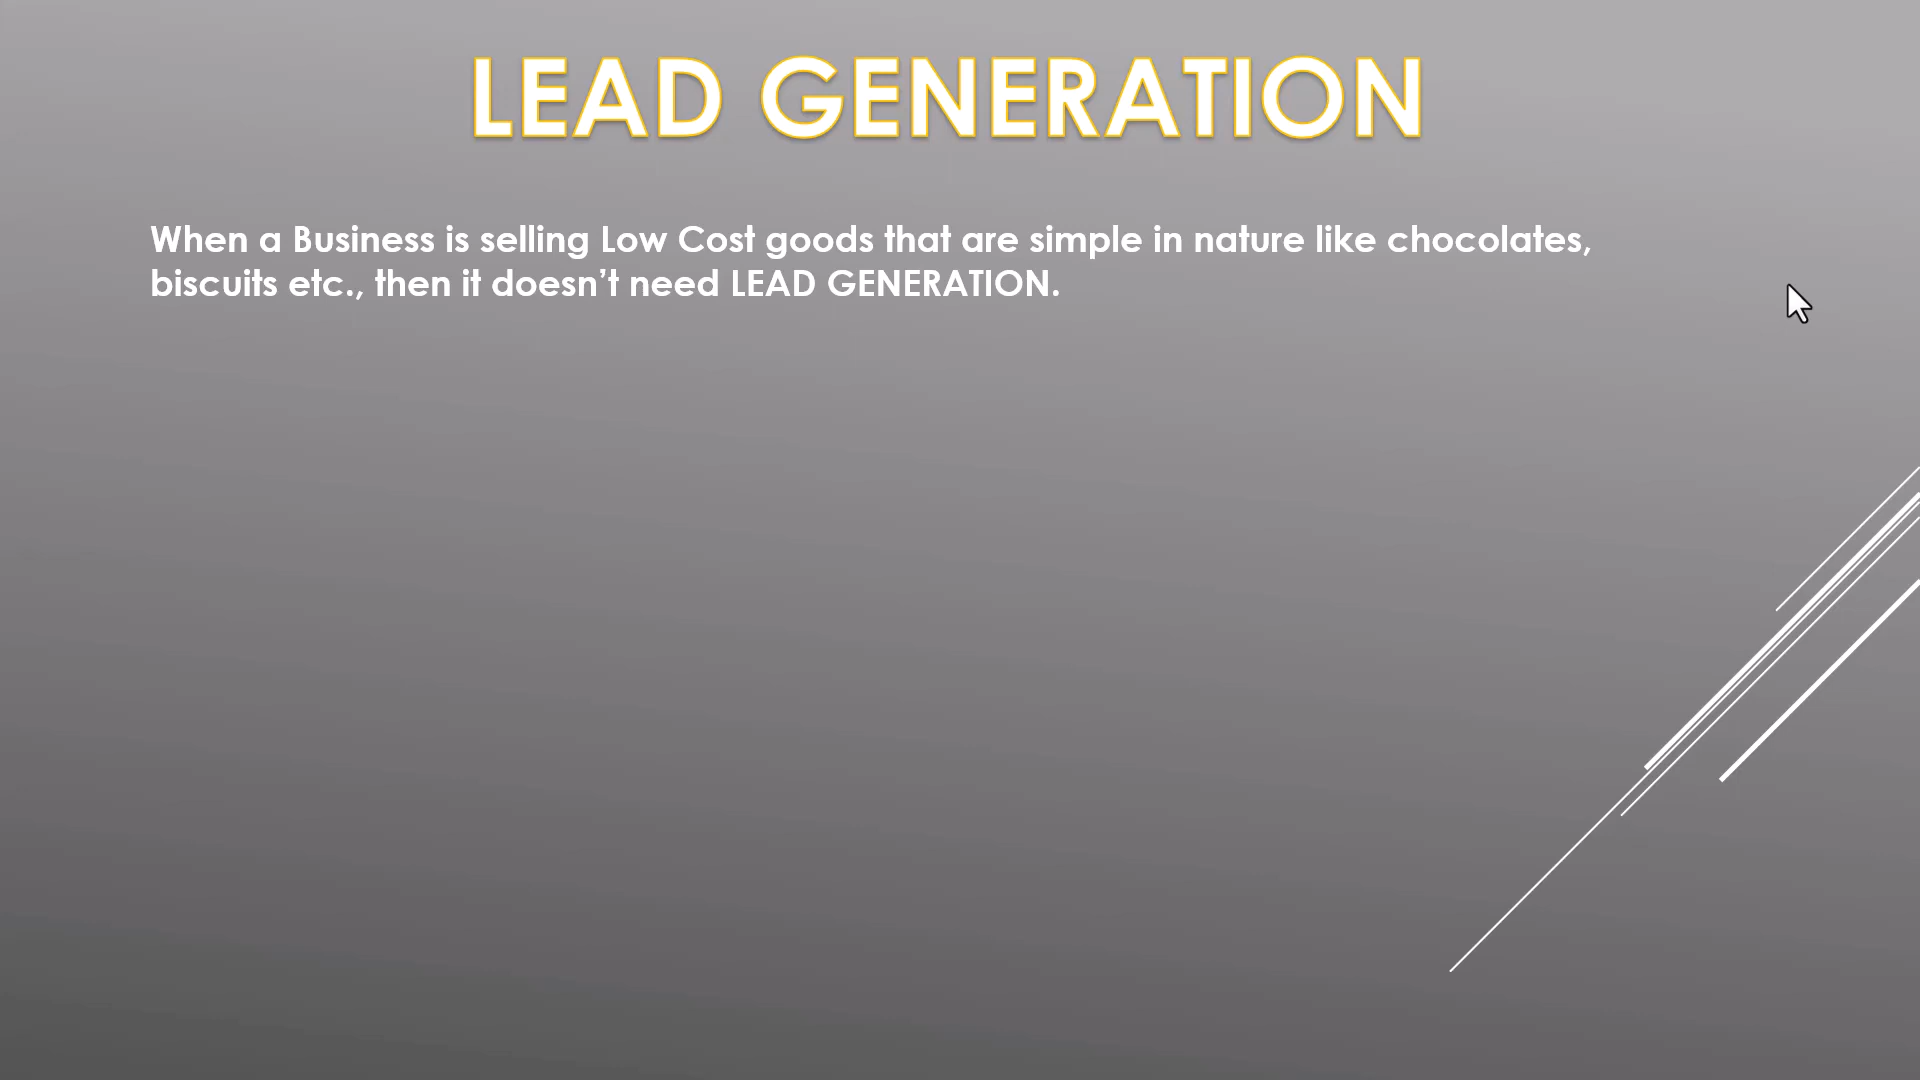 LEAD GENERATION
When a Business is selling Low Cost goods that are simple in nature like chocolates,
biscuits etc., then it doesn’t need LEAD GENERATION.